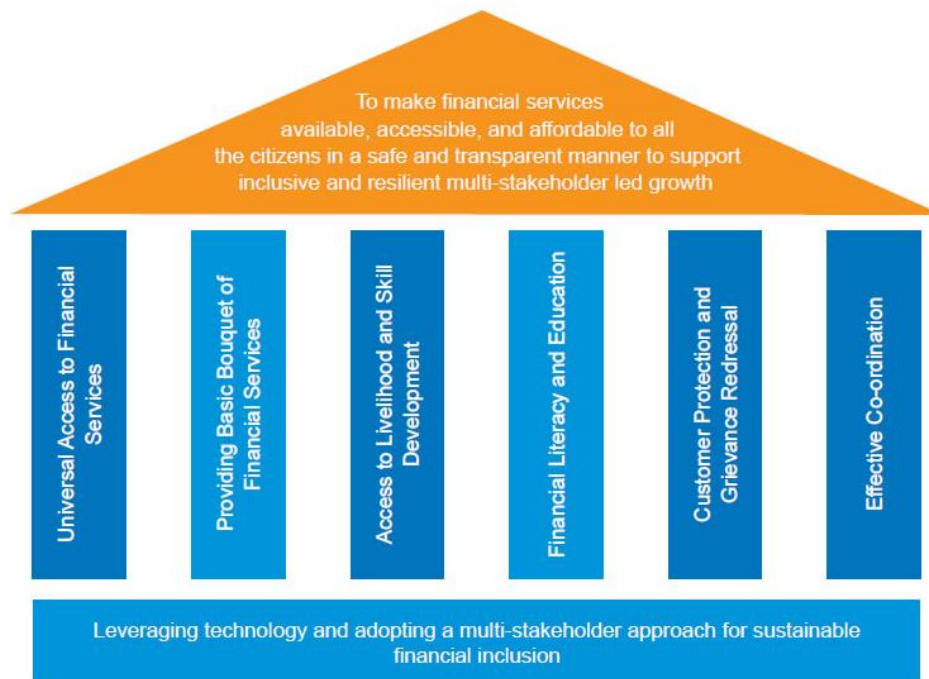 To make financial services
available, accessible, and affordable to all
the citizens in a safe and transparent manner to support
inclusive and resilient multi-stakeholder led growth
Universal Access to Financial
Services
Providing Basic Bouquet of
Financial Services
Access to Livelihood and Skill
Development
Financial Literacy and Education
Customer Protection and
Grievance Redressal
Effective Co-ordination
Leveraging technology and adopting a multi-stakeholder approach for sustainable
financial inclusion